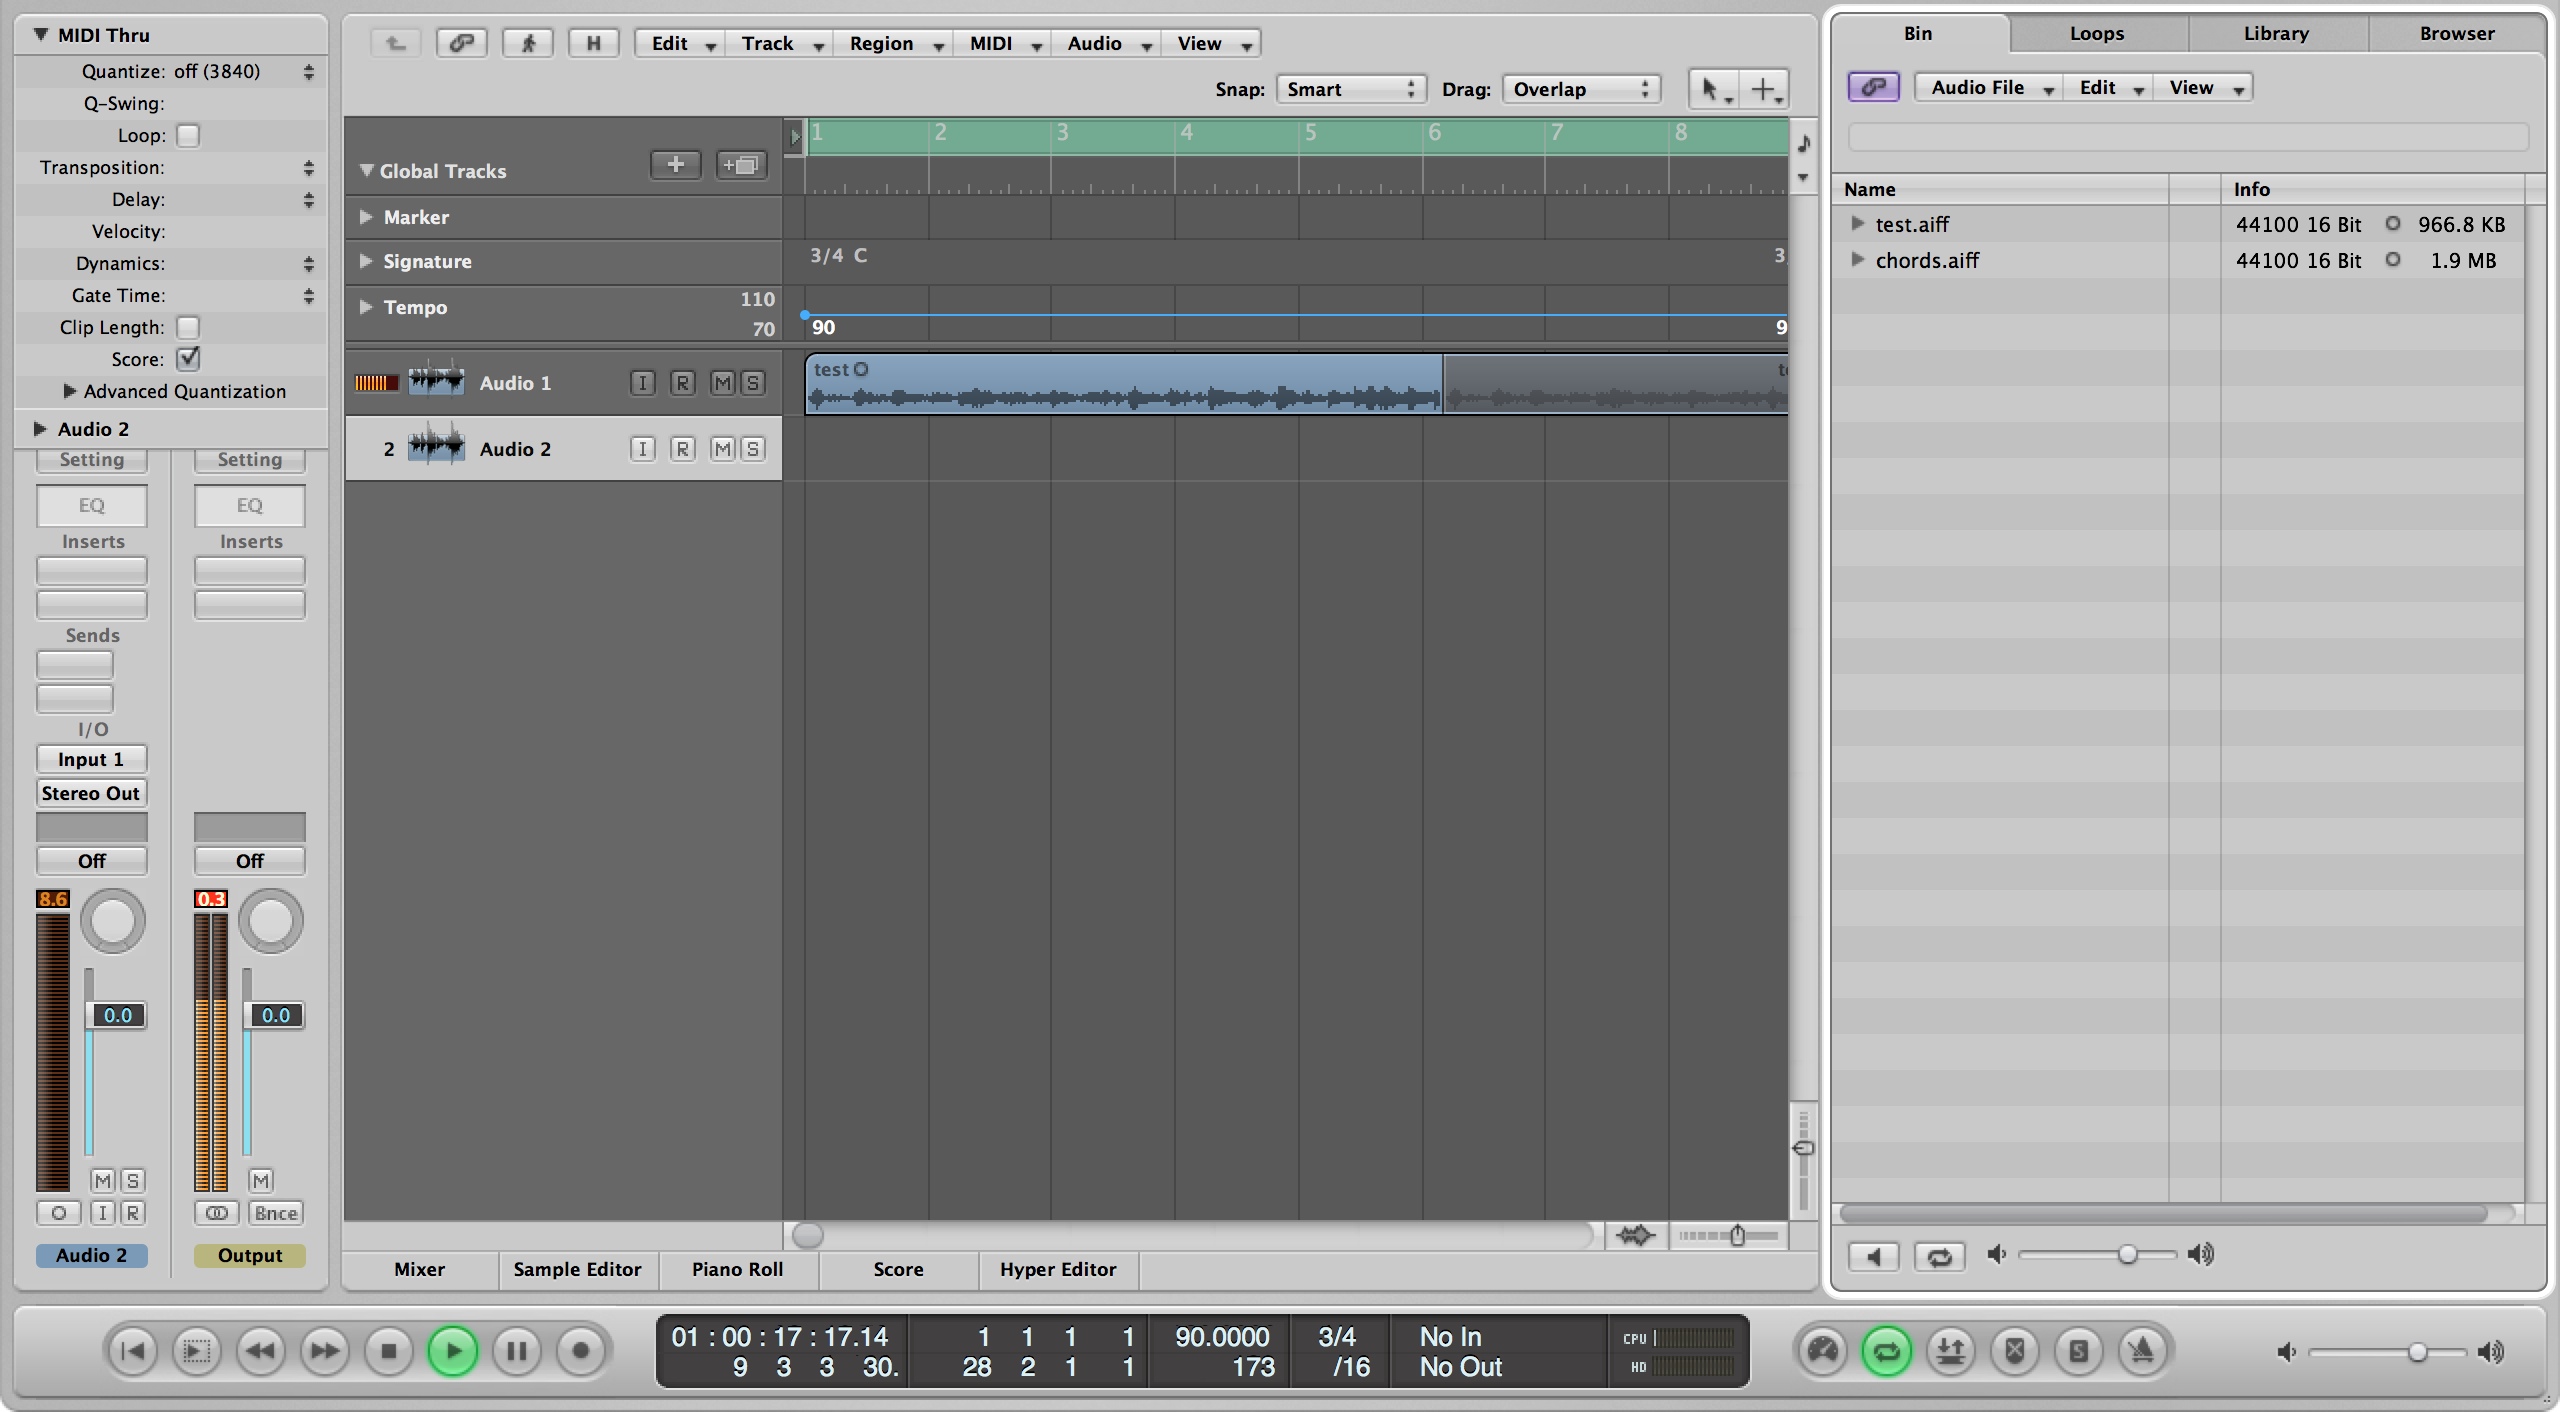 MIDI Thru
Quantize: off (3840)
Q-Swing:
Loop:
Transposition:
Delay:
Velocity:
Dynamics:
Gate Time:
Clip Length:
Score:
Advanced Quantization
Audio 2
Setting Setting
EQ EQ
Inserts Inserts
Sends
I/O
Input 1
Stereo Out
Off Off
8.6 0.3
0.0 0.0
M S M
I R Bnce
Audio 2 Output
H Edit Track Region MIDI Audio View
Snap: Smart Drag: Overlap
1 2 3 4 5 6 7 8
Global Tracks
Marker
Signature 3/4 C 3
Tempo 110
70 90 9
Audio 1 I R M S
test
2 Audio 2 I R M S
Mixer Sample Editor Piano Roll Score Hyper Editor
Bin Loops Library Browser
Audio File Edit View
Name Info
test.aiff 44100 16 Bit 966.8 KB
chords.aiff 44100 16 Bit 1.9 MB
01 : 00 : 17 : 17.14 1 1 1 1 90.0000 3/4 No In CPU
9 3 3 30. 28 2 1 1 173 /16 No Out HD
S